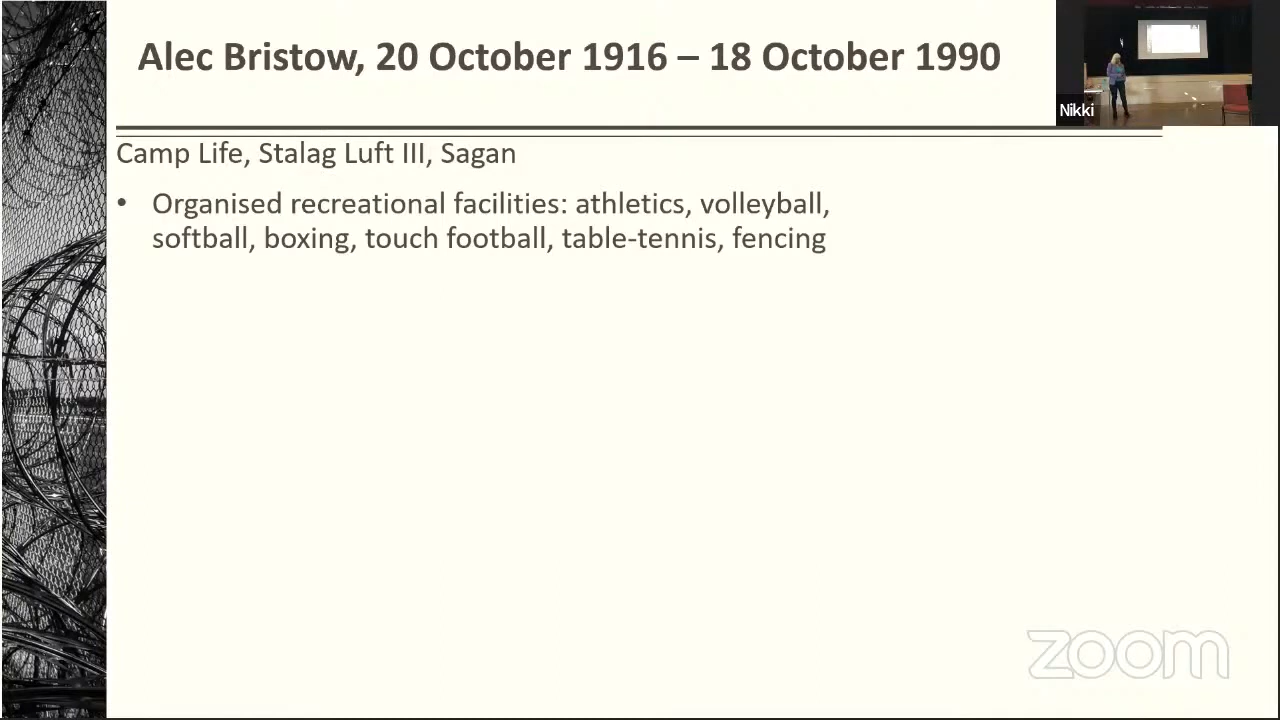 Alec Bristow, 20 October 1916 – 18 October 1990
Nikki
Camp Life, Stalag Luft III, Sagan
• Organised recreational facilities: athletics, volleyball,
softball, boxing, touch football, table-tennis, fencing
zoom